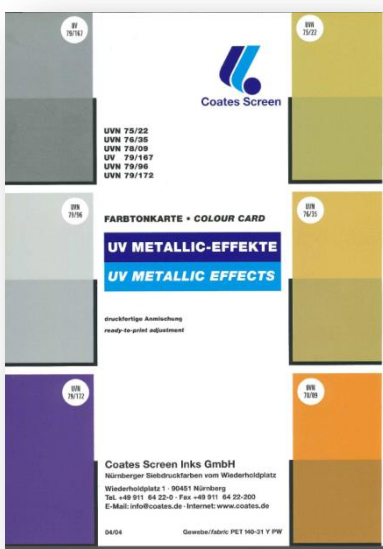 UV
79/167
UVN
75/22
Coates Screen
UVN 75/22
UVN 76/35
UVN 78/09
UV 79/167
UVN 79/96
UVN 79/172
UVN
79/96
UVN
76/35
FARBTONKARTE • COLOUR CARD
UV METALLIC-EFFEKTE
UV METALLIC EFFECTS
druckfertige Anmischung
ready-to-print adjustment
UVN
79/172
UVN
78/09
Coates Screen Inks GmbH
Nürnberger Siebdruckfarben vom Wiederholdplatz
Wiederholdplatz 1 · 90451 Nürnberg
Tel. +49 911 64 22-0 · Fax +49 911 64 22-200
E-Mail: info@coates.de · Internet: www.coates.de
04/04
Gewebe/fabric PET 140-31 Y PW